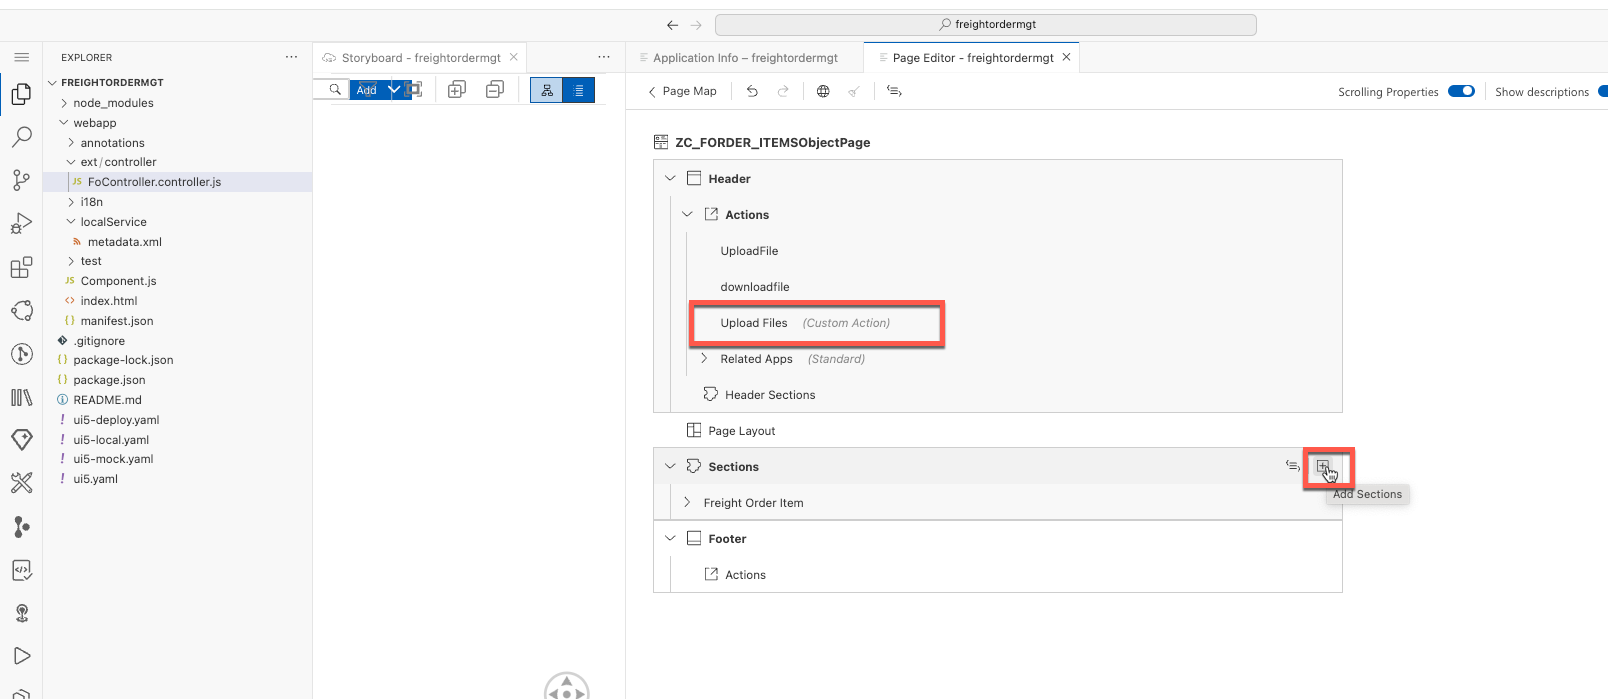 freightordermgt
EXPLORER
Storyboard - freightordermgt
Application Info – freightordermgt
Page Editor - freightordermgt
FREIGHTORDERMGT
node_modules
webapp
annotations
ext / controller
JS FoController.controller.js
i18n
localService
metadata.xml
test
JS Component.js
index.html
manifest.json
.gitignore
package-lock.json
package.json
README.md
ui5-deploy.yaml
ui5-local.yaml
ui5-mock.yaml
ui5.yaml
Add
Page Map
Scrolling Properties
Show descriptions
ZC_FORDER_ITEMSObjectPage
Header
Actions
UploadFile
downloadfile
Upload Files (Custom Action)
Related Apps (Standard)
Header Sections
Page Layout
Sections
Add Sections
Freight Order Item
Footer
Actions